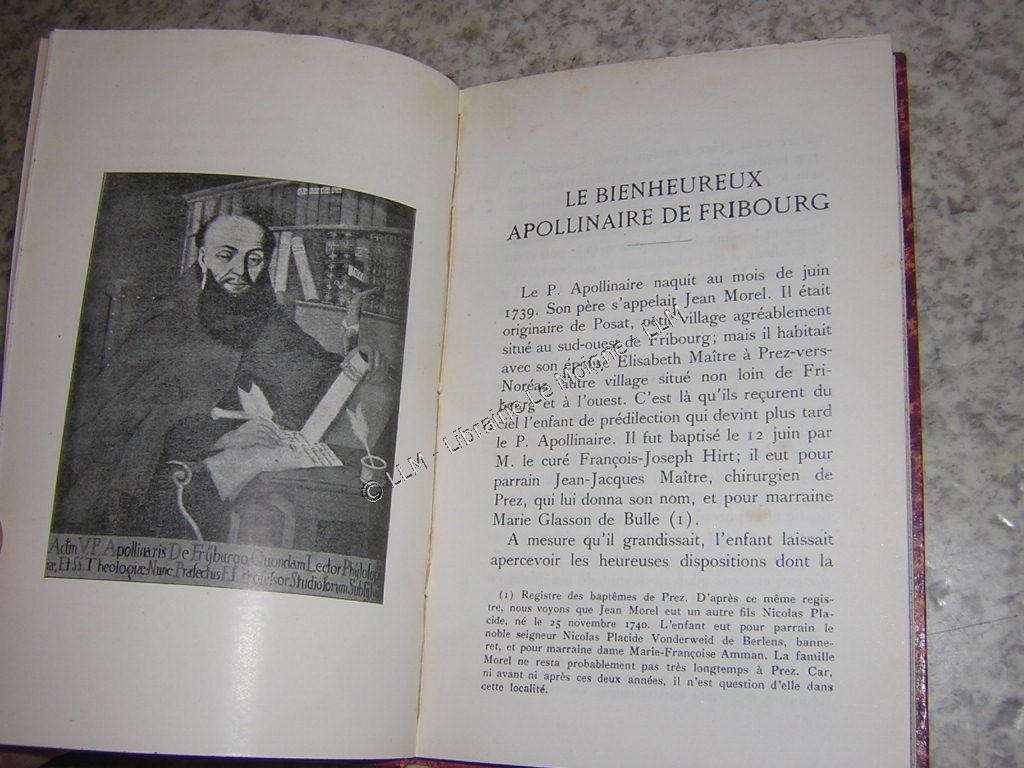 Actm V. P. Apollinaris De Frÿburgo Quondam Lector
Et SS. Theologiæ Nunc Præfectus Et Professor Studiosorum
LE BIENHEUREUX
APOLLINAIRE DE FRIBOURG
Le P. Apollinaire naquit au mois de juin
1739. Son père s'appelait Jean Morel. Il était
originaire de Posat, petit village agréablement
situé au sud-ouest de Fribourg; mais il habitait
avec son épouse Elisabeth Maître à Prez-vers-
Noréaz, autre village situé non loin de Fri-
bourg et à l'ouest. C'est là qu'ils reçurent du
ciel l'enfant de prédilection qui devint plus tard
le P. Apollinaire. Il fut baptisé le 12 juin par
M. le curé François-Joseph Hirt; il eut pour
parrain Jean-Jacques Maître, chirurgien de
Prez, qui lui donna son nom, et pour marraine
Marie Glasson de Bulle (1).
A mesure qu'il grandissait, l'enfant laissait
apercevoir les heureuses dispositions dont la
(1) Registre des baptêmes de Prez. D'après ce même regis-
tre, nous voyons que Jean Morel eut un autre fils Nicolas Pla-
cide, né le 25 novembre 1740. L'enfant eut pour parrain le
noble seigneur Nicolas Placide Vonderweid de Berlens, banne-
ret, et pour marraine dame Marie-Françoise Amman. La famille
Morel ne resta probablement pas très longtemps à Prez. Car,
ni avant ni après ces deux années, il n'est question d'elle dans
cette localité.
© LLM - Librairie Le Moigne - LLM